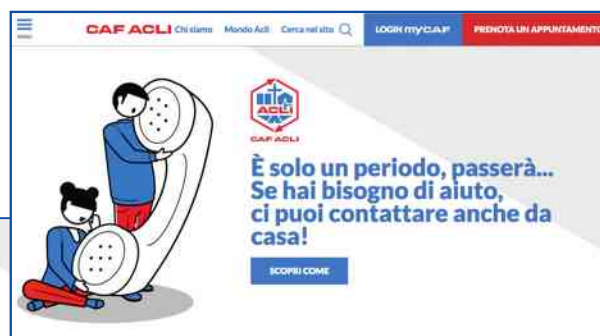 CAF ACLI Chi siamo Mondo Acli Cerca nel sito LOGIN myCAF PRENOTA UN APPUNTAMENTO
ACLI
CAF ACLI
È solo un periodo, passerà...
Se hai bisogno di aiuto,
ci puoi contattare anche da
casa!
SCOPRI COME